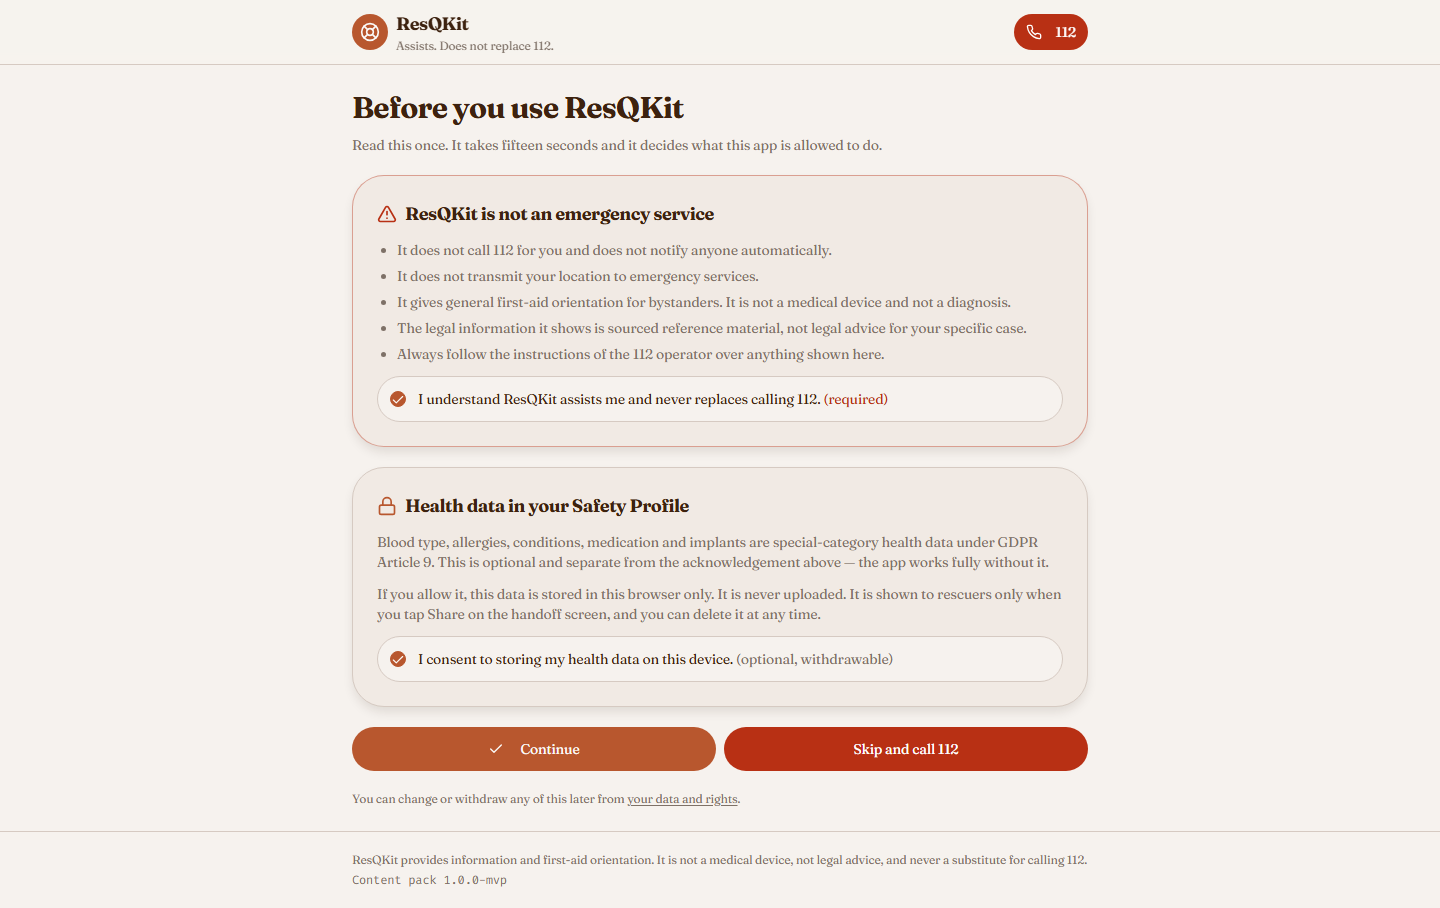 ResQKit
Assists. Does not replace 112.
112
Before you use ResQKit
Read this once. It takes fifteen seconds and it decides what this app is allowed to do.
ResQKit is not an emergency service
It does not call 112 for you and does not notify anyone automatically.
It does not transmit your location to emergency services.
It gives general first-aid orientation for bystanders. It is not a medical device and not a diagnosis.
The legal information it shows is sourced reference material, not legal advice for your specific case.
Always follow the instructions of the 112 operator over anything shown here.
I understand ResQKit assists me and never replaces calling 112. (required)
Health data in your Safety Profile
Blood type, allergies, conditions, medication and implants are special-category health data under GDPR
Article 9. This is optional and separate from the acknowledgement above — the app works fully without it.
If you allow it, this data is stored in this browser only. It is never uploaded. It is shown to rescuers only when
you tap Share on the handoff screen, and you can delete it at any time.
I consent to storing my health data on this device. (optional, withdrawable)
Continue
Skip and call 112
You can change or withdraw any of this later from your data and rights.
ResQKit provides information and first-aid orientation. It is not a medical device, not legal advice, and never a substitute for calling 112.
Content pack 1.0.0-mvp